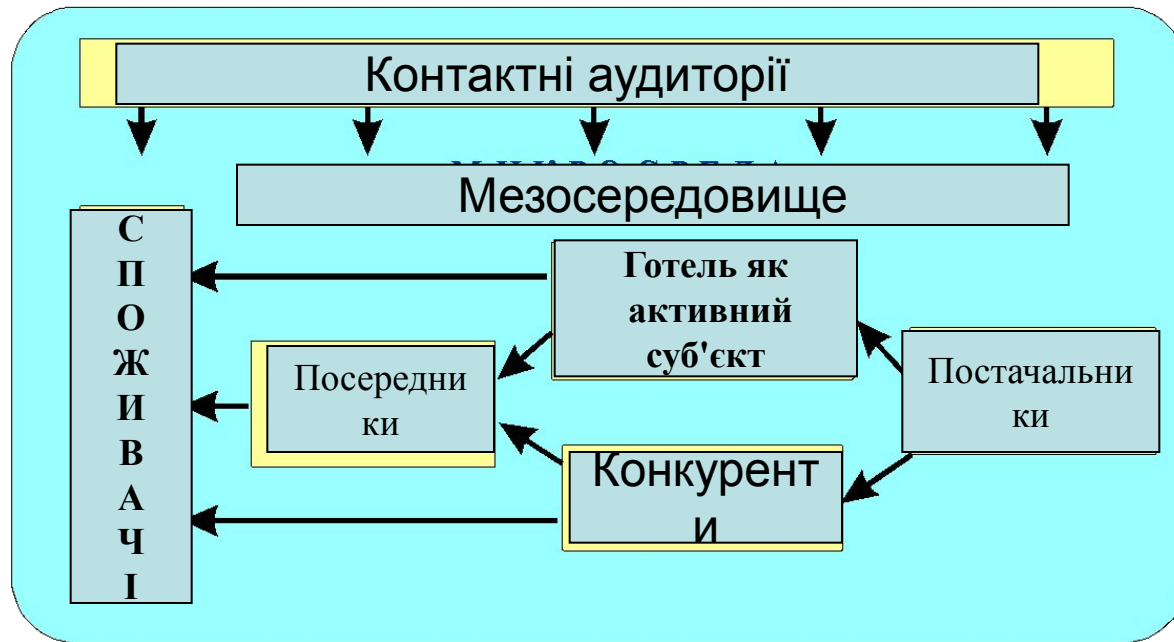 Контактні аудиторії
Мезосередовище
С
П
О
Ж
И
В
А
Ч
І
Готель як
активний
суб'єкт
Посередни
ки
Постачальни
ки
Конкурент
и